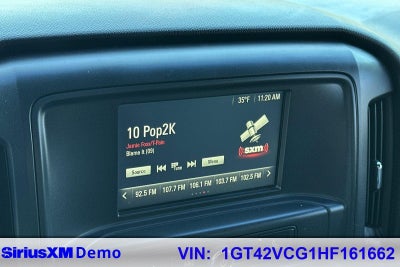 35°F 11:20 AM
10 Pop2K
Jamie Foxx/T-Pain
Blame It (09)
Source Menu
sxm
92.5 FM 107.7 FM 106.1 FM 103.7 FM 102.5 FM
SiriusXM Demo VIN: 1GT42VCG1HF161662